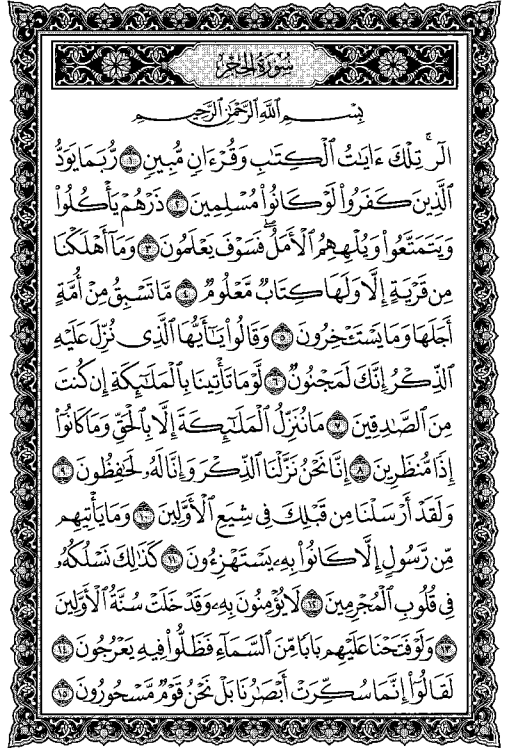 سُورَةُ الحِجْر
بِسْمِ ٱللَّهِ ٱلرَّحْمَٰنِ ٱلرَّحِيمِ
الٓر ۚ تِلْكَ ءَايَٰتُ ٱلْكِتَٰبِ وَقُرْءَانٍ مُّبِينٍ ١ رُّبَمَا يَوَدُّ
ٱلَّذِينَ كَفَرُوا۟ لَوْ كَانُوا۟ مُسْلِمِينَ ٢ ذَرْهُمْ يَأْكُلُوا۟
وَيَتَمَتَّعُوا۟ وَيُلْهِهِمُ ٱلْأَمَلُ ۖ فَسَوْفَ يَعْلَمُونَ ٣ وَمَآ أَهْلَكْنَا
مِن قَرْيَةٍ إِلَّا وَلَهَا كِتَابٌ مَّعْلُومٌ ٤ مَّا تَسْبِقُ مِنْ أُمَّةٍ
أَجَلَهَا وَمَا يَسْتَـْٔخِرُونَ ٥ وَقَالُوا۟ يَٰٓأَيُّهَا ٱلَّذِى نُزِّلَ عَلَيْهِ
ٱلذِّكْرُ إِنَّكَ لَمَجْنُونٌ ٦ لَّوْ مَا تَأْتِينَا بِٱلْمَلَٰٓئِكَةِ إِن كُنتَ
مِنَ ٱلصَّٰدِقِينَ ٧ مَا نُنَزِّلُ ٱلْمَلَٰٓئِكَةَ إِلَّا بِٱلْحَقِّ وَمَا كَانُوٓا۟
إِذًا مُّنظَرِينَ ٨ إِنَّا نَحْنُ نَزَّلْنَا ٱلذِّكْرَ وَإِنَّا لَهُۥ لَحَٰفِظُونَ ٩
وَلَقَدْ أَرْسَلْنَا مِن قَبْلِكَ فِى شِيَعِ ٱلْأَوَّلِينَ ١٠ وَمَا يَأْتِيهِم
مِّن رَّسُولٍ إِلَّا كَانُوا۟ بِهِۦ يَسْتَهْزِءُونَ ١١ كَذَٰلِكَ نَسْلُكُهُۥ
فِى قُلُوبِ ٱلْمُجْرِمِينَ ١٢ لَا يُؤْمِنُونَ بِهِۦ ۖ وَقَدْ خَلَتْ سُنَّةُ ٱلْأَوَّلِينَ
١٣ وَلَوْ فَتَحْنَا عَلَيْهِم بَابًا مِّنَ ٱلسَّمَآءِ فَظَلُّوا۟ فِيهِ يَعْرُجُونَ ١٤
لَقَالُوٓا۟ إِنَّمَا سُكِّرَتْ أَبْصَٰرُنَا بَلْ نَحْنُ قَوْمٌ مَّسْحُورُونَ ١٥